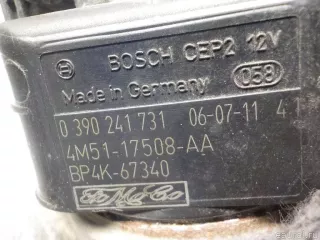 BOSCH CEP2 12V
Made in Germany 058
0 390 241 731 06-07-11 4
4M51-17508-AA
BP4K-67340
FoMoCo